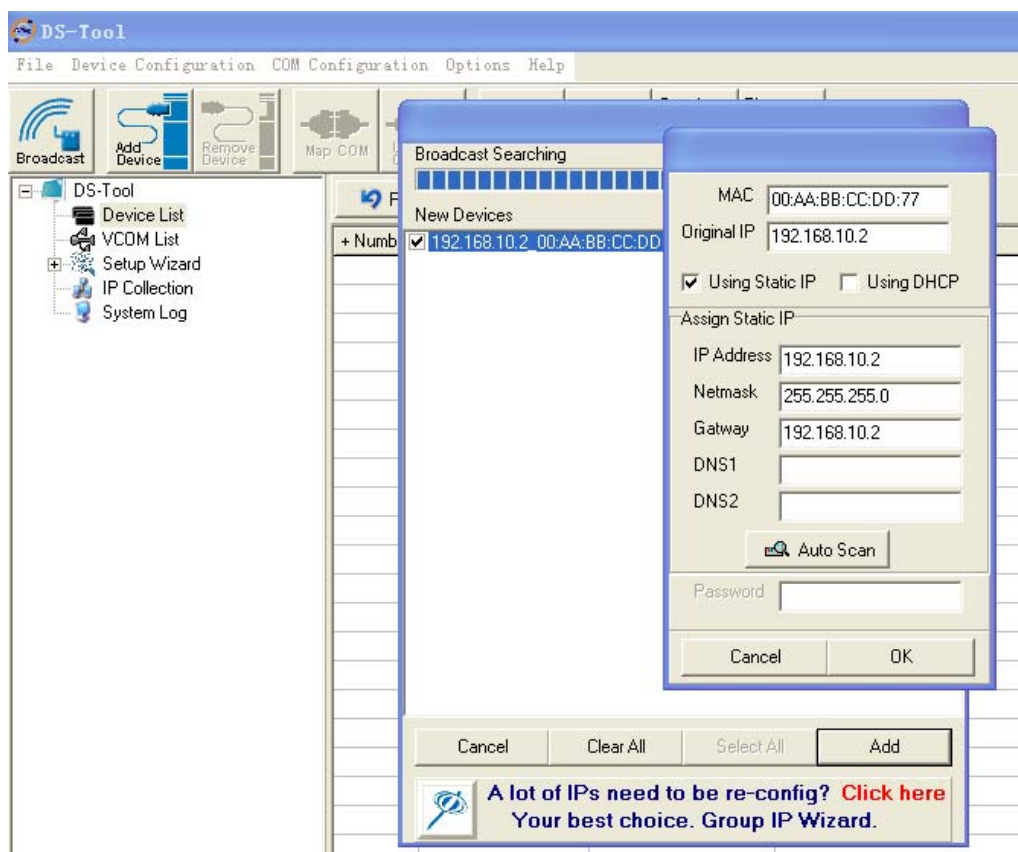 DS-Tool
File Device Configuration COM Configuration Options Help
Broadcast
Add Device
Remove Device
Map COM
DS-Tool
Device List
VCOM List
Setup Wizard
IP Collection
System Log
+ Numb
Broadcast Searching
New Devices
192.168.10.2_00:AA:BB:CC:DD
Cancel
Clear All
Select All
Add
A lot of IPs need to be re-config? Click here
Your best choice. Group IP Wizard.
MAC 00:AA:BB:CC:DD:77
Original IP 192.168.10.2
Using Static IP Using DHCP
Assign Static IP
IP Address 192.168.10.2
Netmask 255.255.255.0
Gatway 192.168.10.2
DNS1
DNS2
Auto Scan
Password
Cancel OK